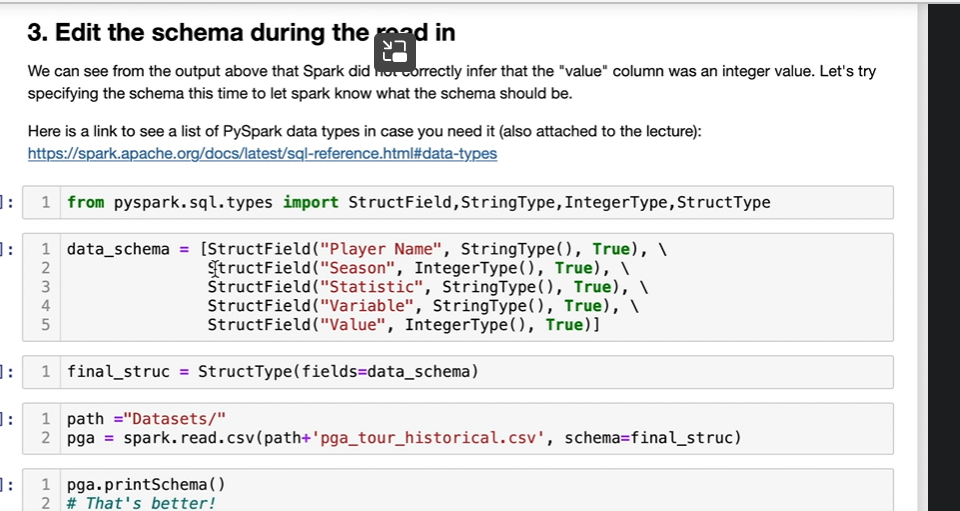 3. Edit the schema during the read in
We can see from the output above that Spark did not correctly infer that the "value" column was an integer value. Let's try
specifying the schema this time to let spark know what the schema should be.
Here is a link to see a list of PySpark data types in case you need it (also attached to the lecture):
https://spark.apache.org/docs/latest/sql-reference.html#data-types
]: 1 from pyspark.sql.types import StructField,StringType,IntegerType,StructType
]: 1 data_schema = [StructField("Player Name", StringType(), True), \
2 StructField("Season", IntegerType(), True), \
3 StructField("Statistic", StringType(), True), \
4 StructField("Variable", StringType(), True), \
5 StructField("Value", IntegerType(), True)]
]: 1 final_struc = StructType(fields=data_schema)
]: 1 path ="Datasets/"
2 pga = spark.read.csv(path+'pga_tour_historical.csv', schema=final_struc)
]: 1 pga.printSchema()
2 # That's better!